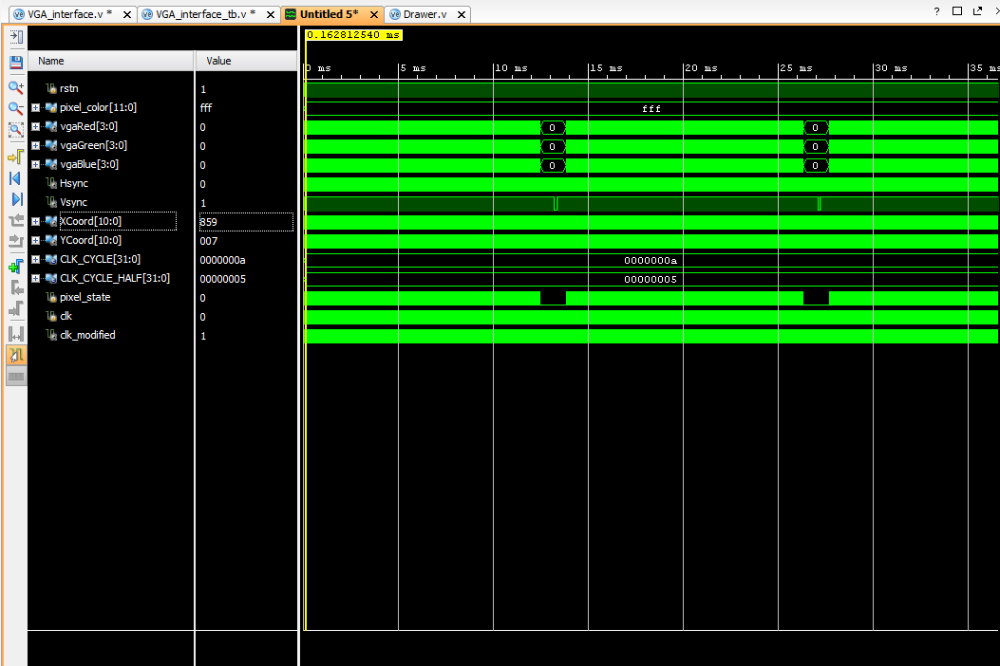 VGA_interface.v * VGA_interface_tb.v * Untitled 5* Drawer.v ?
0.162812540 ms
Name Value
0 ms 5 ms 10 ms 15 ms 20 ms 25 ms 30 ms 35 ms
rstn 1
pixel_color[11:0] fff fff
vgaRed[3:0] 0 0 0
vgaGreen[3:0] 0 0 0
vgaBlue[3:0] 0 0 0
Hsync 0
Vsync 1
XCoord[10:0] 859
YCoord[10:0] 007
CLK_CYCLE[31:0] 0000000a 0000000a
CLK_CYCLE_HALF[31:0] 00000005 00000005
pixel_state 0
clk 0
clk_modified 1